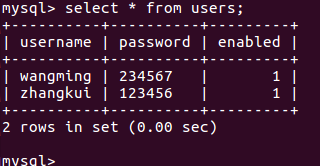 mysql> select * from users;
+----------+----------+---------+
| username | password | enabled |
+----------+----------+---------+
| wangming | 234567   |       1 |
| zhangkui | 123456   |       1 |
+----------+----------+---------+
2 rows in set (0.00 sec)
mysql>